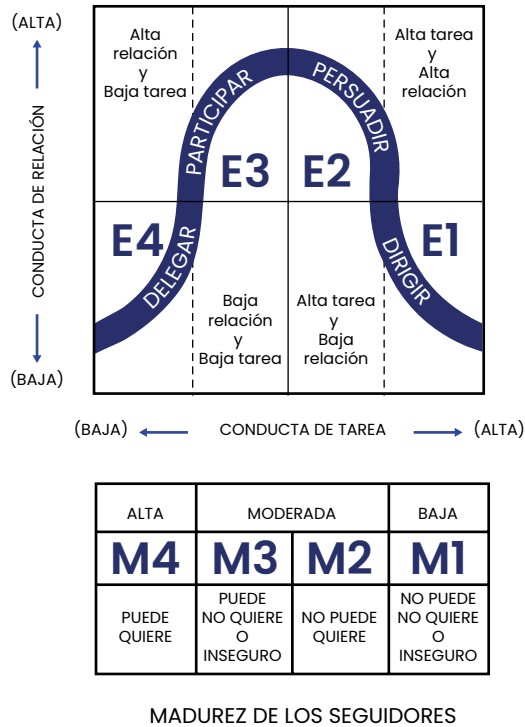 (ALTA)
CONDUCTA DE RELACIÓN
(BAJA)
Alta
relación
y
Baja tarea
Alta tarea
y
Alta
relación
PARTICIPAR
PERSUADIR
E3
E2
E4
E1
DELEGAR
DIRIGIR
Baja
relación
y
Baja tarea
Alta tarea
y
Baja
relación
(BAJA)
CONDUCTA DE TAREA
(ALTA)
ALTA
MODERADA
BAJA
M4
M3
M2
M1
PUEDE
QUIERE
PUEDE
NO QUIERE
O
INSEGURO
NO PUEDE
QUIERE
NO PUEDE
NO QUIERE
O
INSEGURO
MADUREZ DE LOS SEGUIDORES